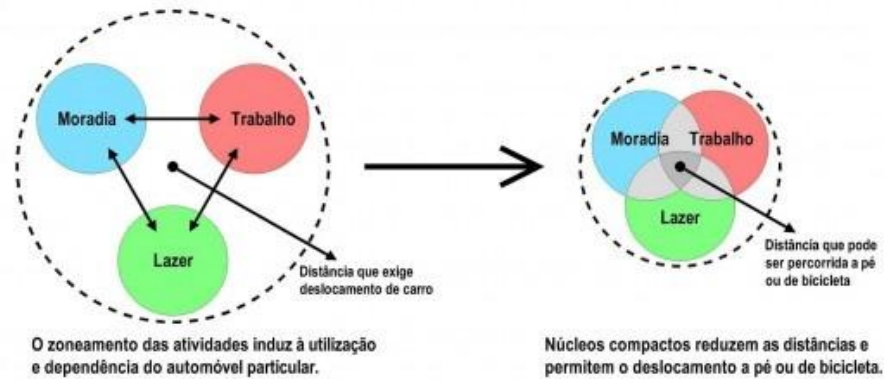 Moradia
Trabalho
Lazer
Distância que exige
deslocamento de carro
O zoneamento das atividades induz à utilização
e dependência do automóvel particular.
Moradia
Trabalho
Lazer
Distância que pode
ser percorrida a pé
ou de bicicleta
Núcleos compactos reduzem as distâncias e
permitem o deslocamento a pé ou de bicicleta.